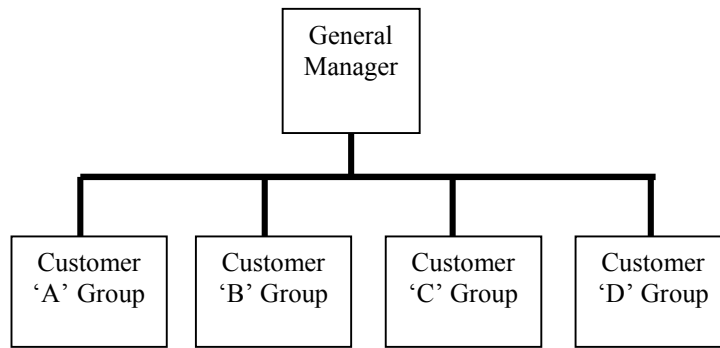 General
Manager
Customer
‘A’ Group
Customer
‘B’ Group
Customer
‘C’ Group
Customer
‘D’ Group